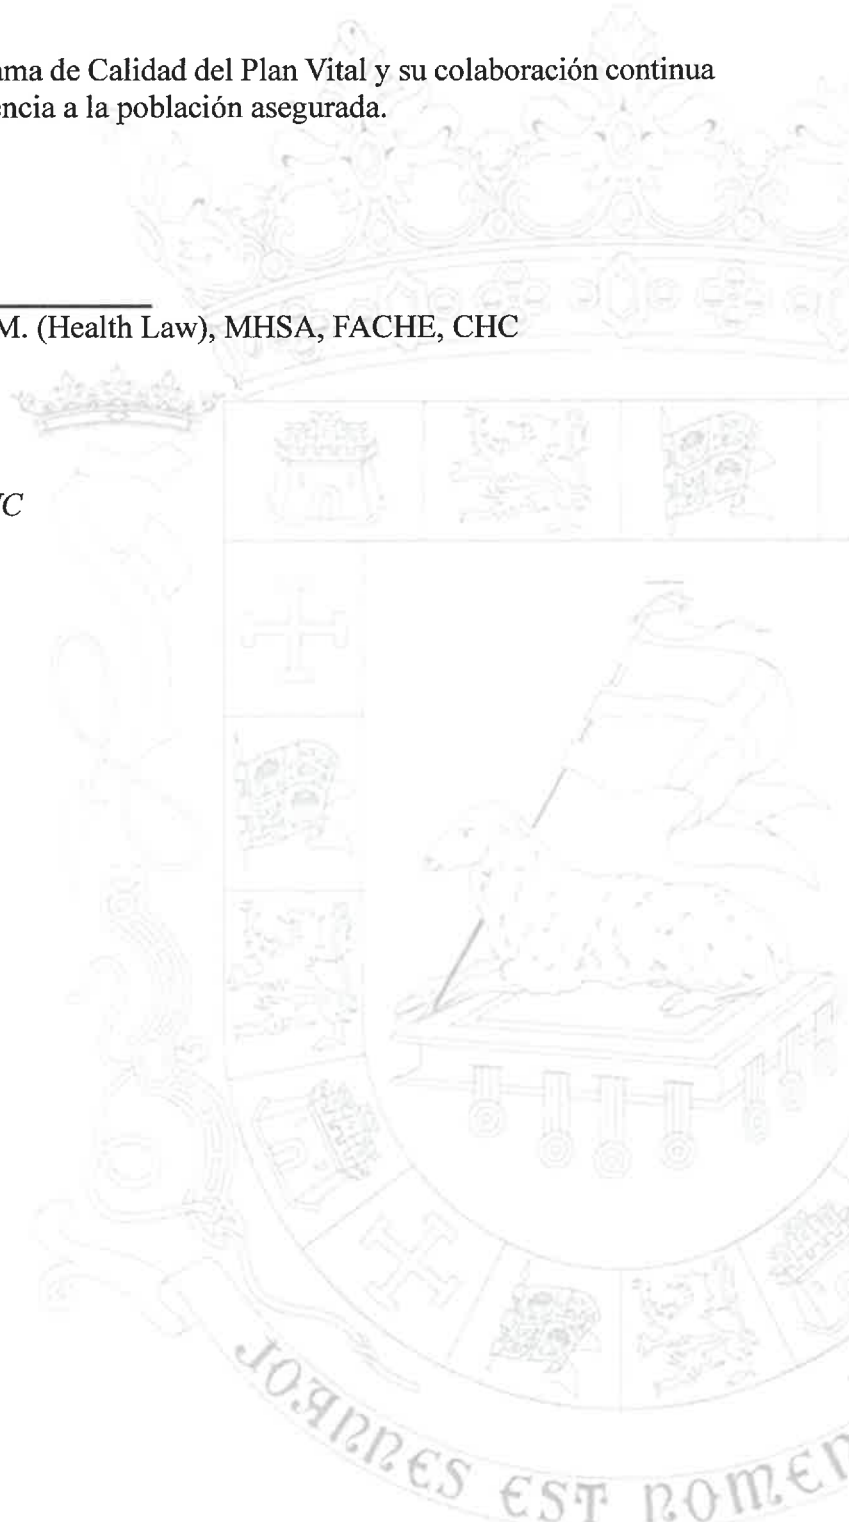 ama de Calidad del Plan Vital y su colaboración continua
encia a la población asegurada.
M. (Health Law), MHSA, FACHE, CHC
C
JOANNES EST NOMEN